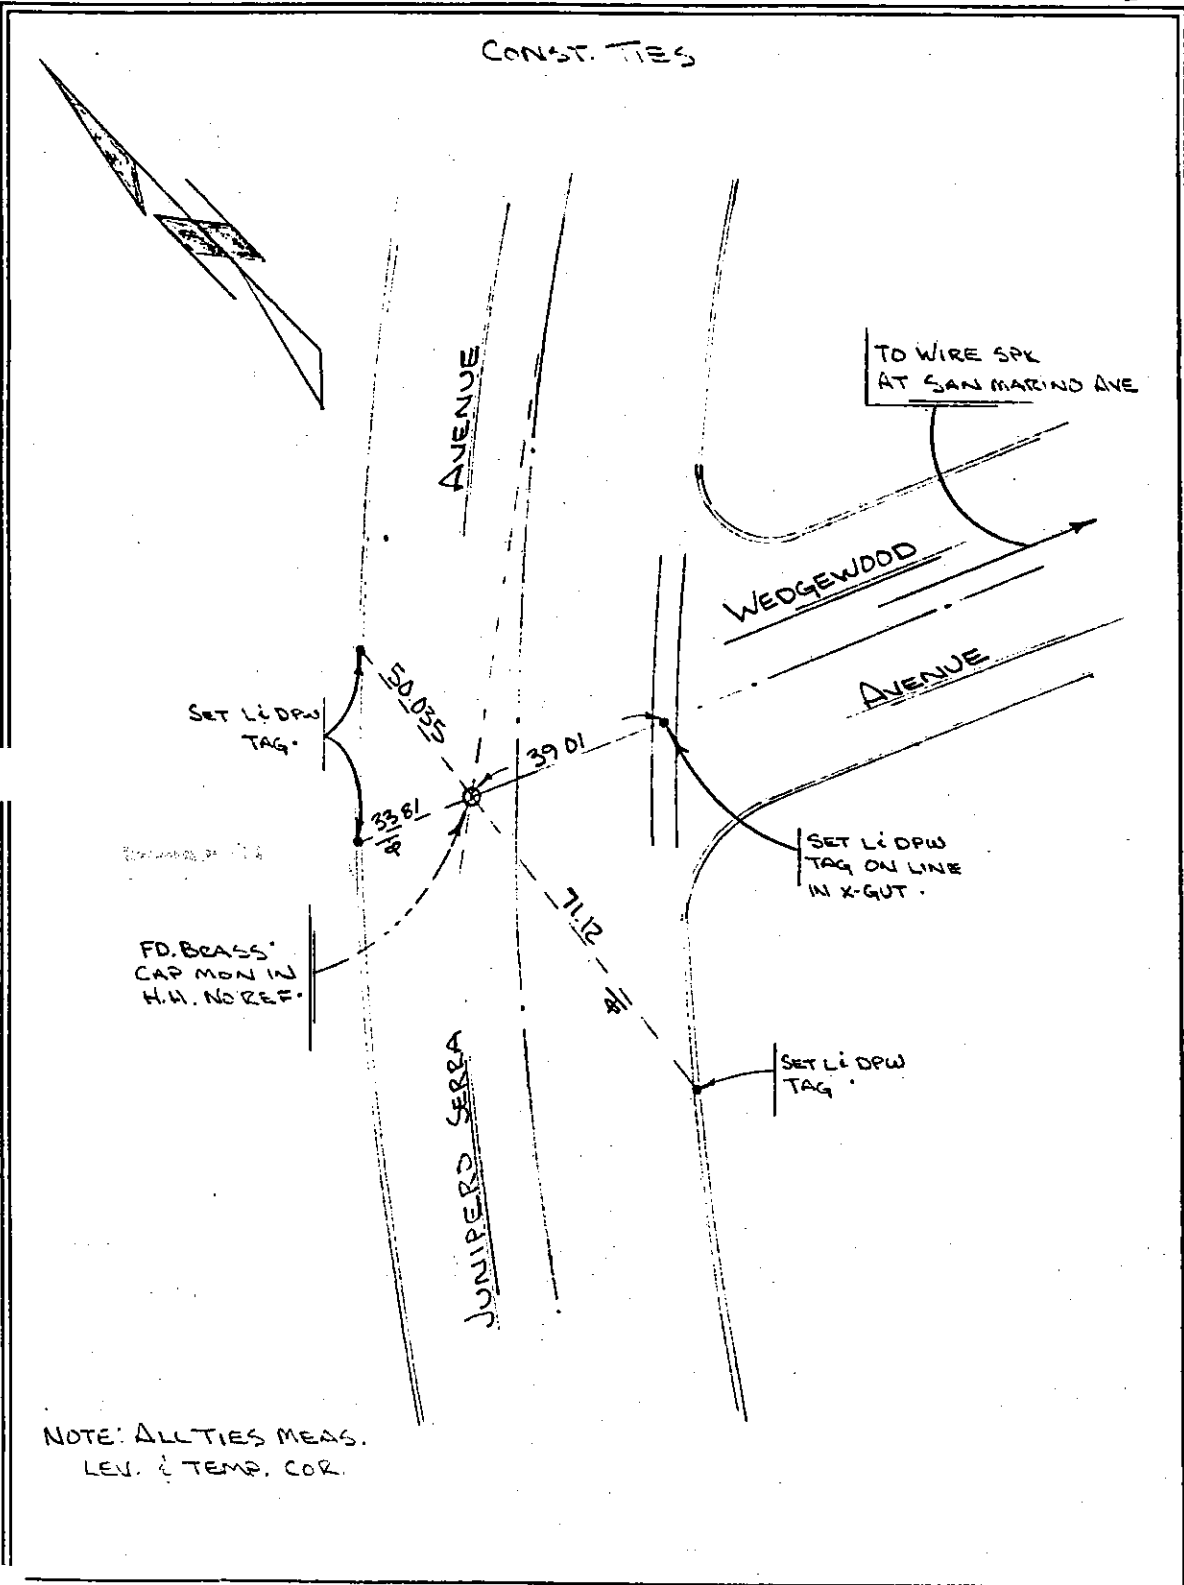 CONST. TIES
AVENUE
TO WIRE SPK
AT SAN MARINO AVE
WEDGEWOOD
AVENUE
50.035
SET L& DPW
TAG.
39 01
33 81
SET L& DPW
TAG ON LINE
IN X-GUT.
71.12
FD. BRASS
CAP MON IN
H.H. NO REF.
SET L& DPW
TAG.
JUNIPERO SERRA
NOTE: ALL TIES MEAS.
LEV. & TEMP. COR.